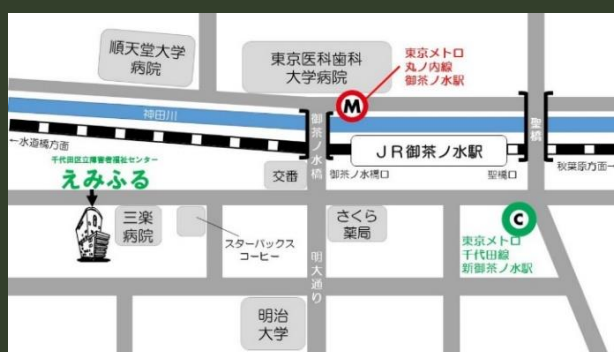 順天堂大学
病院
東京医科歯科
大学病院
東京メトロ
丸ノ内線
御茶ノ水駅
M
神田川
御茶ノ水橋
聖橋
JR御茶ノ水駅
←水道橋方面
秋葉原方面→
御茶ノ水橋口
聖橋口
千代田区立障害者福祉センター
えみふる
交番
三楽
病院
スターバックス
コーヒー
さくら
薬局
C
東京メトロ
千代田線
新御茶ノ水駅
明大通り
明治
大学